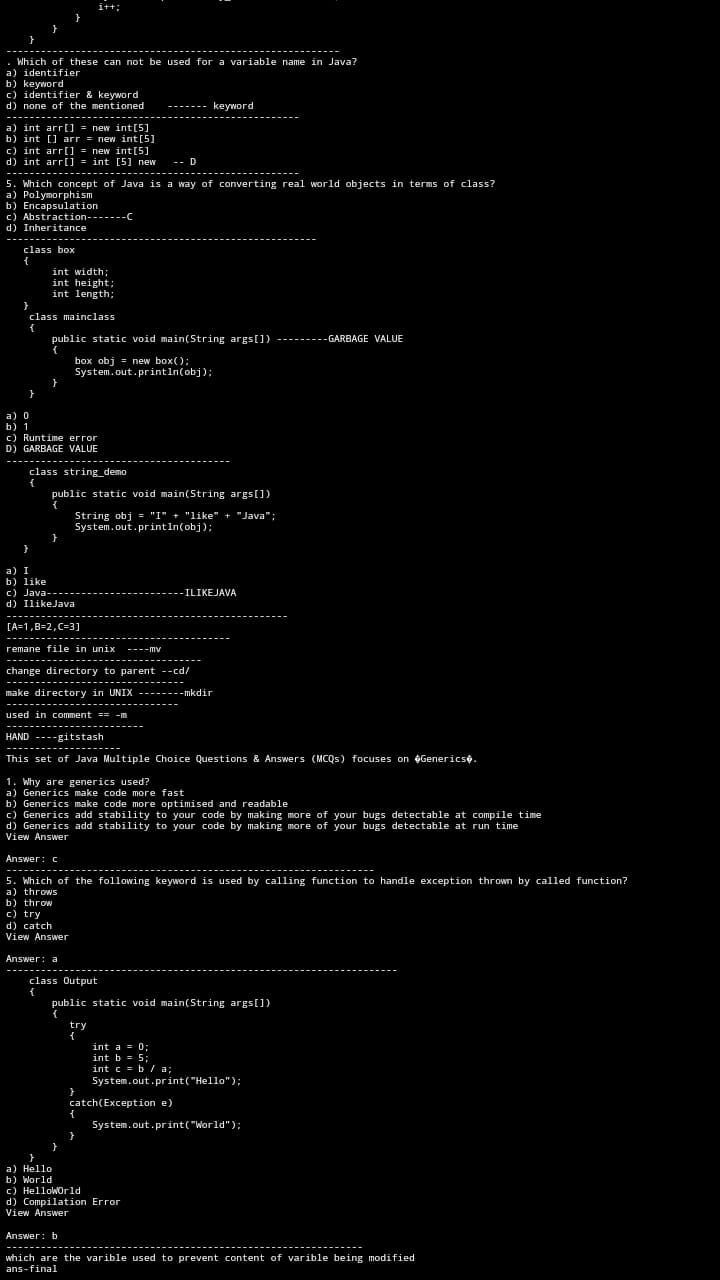 i++;
}
}
}
----------------------------------------------------------
. Which of these can not be used for a variable name in Java?
a) identifier
b) keyword
c) identifier & keyword
d) none of the mentioned    ------- keyword
---------------------------------------------------
a) int arr[] = new int[5]
b) int [] arr = new int[5]
c) int arr[] = new int[5]
d) int arr[] = int [5] new   -- D
---------------------------------------------------
5. Which concept of Java is a way of converting real world objects in terms of class?
a) Polymorphism
b) Encapsulation
c) Abstraction-------C
d) Inheritance
------------------------------------------------------
class box
{
int width;
int height;
int length;
}
class mainclass
{
public static void main(String args[]) ---------GARBAGE VALUE
{
box obj = new box();
System.out.println(obj);
}
}
a) 0
b) 1
c) Runtime error
D) GARBAGE VALUE
---------------------------------------
class string_demo
{
public static void main(String args[])
{
String obj = "I" + "like" + "Java";
System.out.println(obj);
}
}
a) I
b) like
c) Java------------------------ILIKEJAVA
d) IlikeJava
-------------------------------------------------
[A=1,B=2,C=3]
---------------------------------------
remane file in unix  ----mv
----------------------------------
change directory to parent --cd/
-------------------------------
make directory in UNIX --------mkdir
------------------------------
used in comment == -m
------------------------
HAND ----gitstash
--------------------
This set of Java Multiple Choice Questions & Answers (MCQs) focuses on �Generics�.
1. Why are generics used?
a) Generics make code more fast
b) Generics make code more optimised and readable
c) Generics add stability to your code by making more of your bugs detectable at compile time
d) Generics add stability to your code by making more of your bugs detectable at run time
View Answer
Answer: c
----------------------------------------------------------------
5. Which of the following keyword is used by calling function to handle exception thrown by called function?
a) throws
b) throw
c) try
d) catch
View Answer
Answer: a
--------------------------------------------------------------------
class Output
{
public static void main(String args[])
{
try
{
int a = 0;
int b = 5;
int c = b / a;
System.out.print("Hello");
}
catch(Exception e)
{
System.out.print("World");
}
}
}
a) Hello
b) World
c) HelloWOrld
d) Compilation Error
View Answer
Answer: b
--------------------------------------------------------------
which are the varible used to prevent content of varible being modified
ans-final